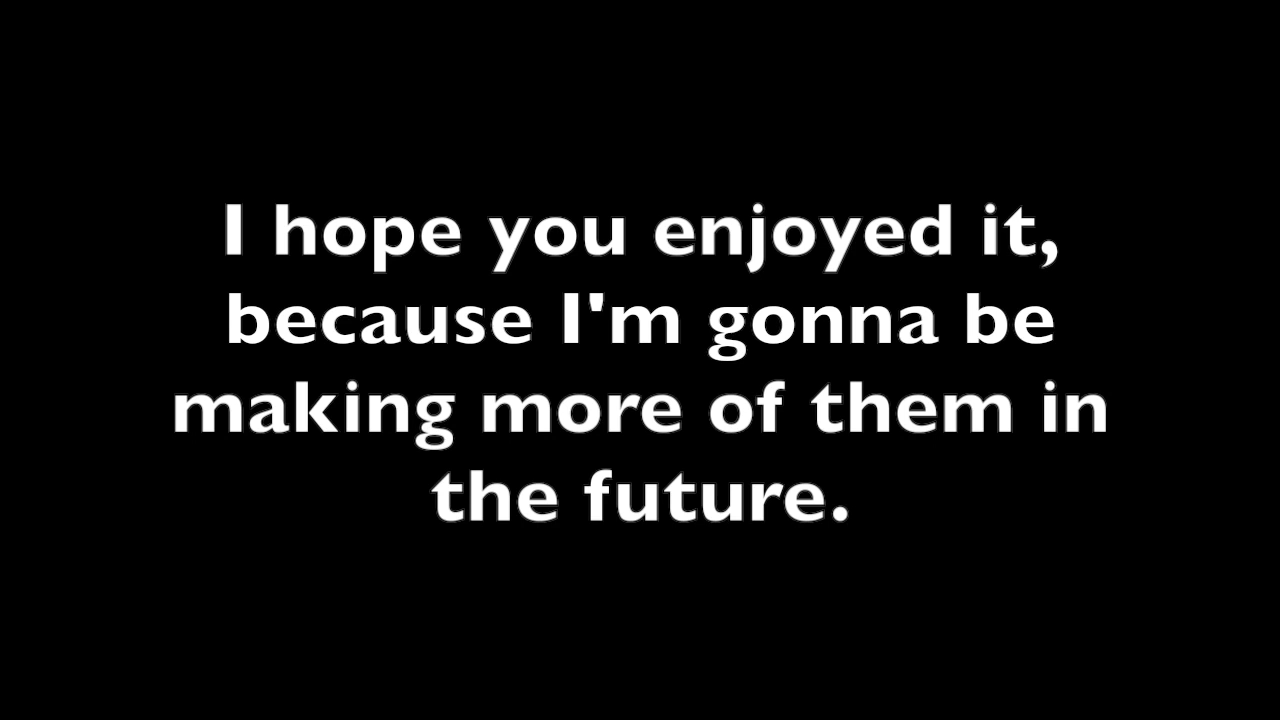 I hope you enjoyed it,
because I'm gonna be
making more of them in
the future.